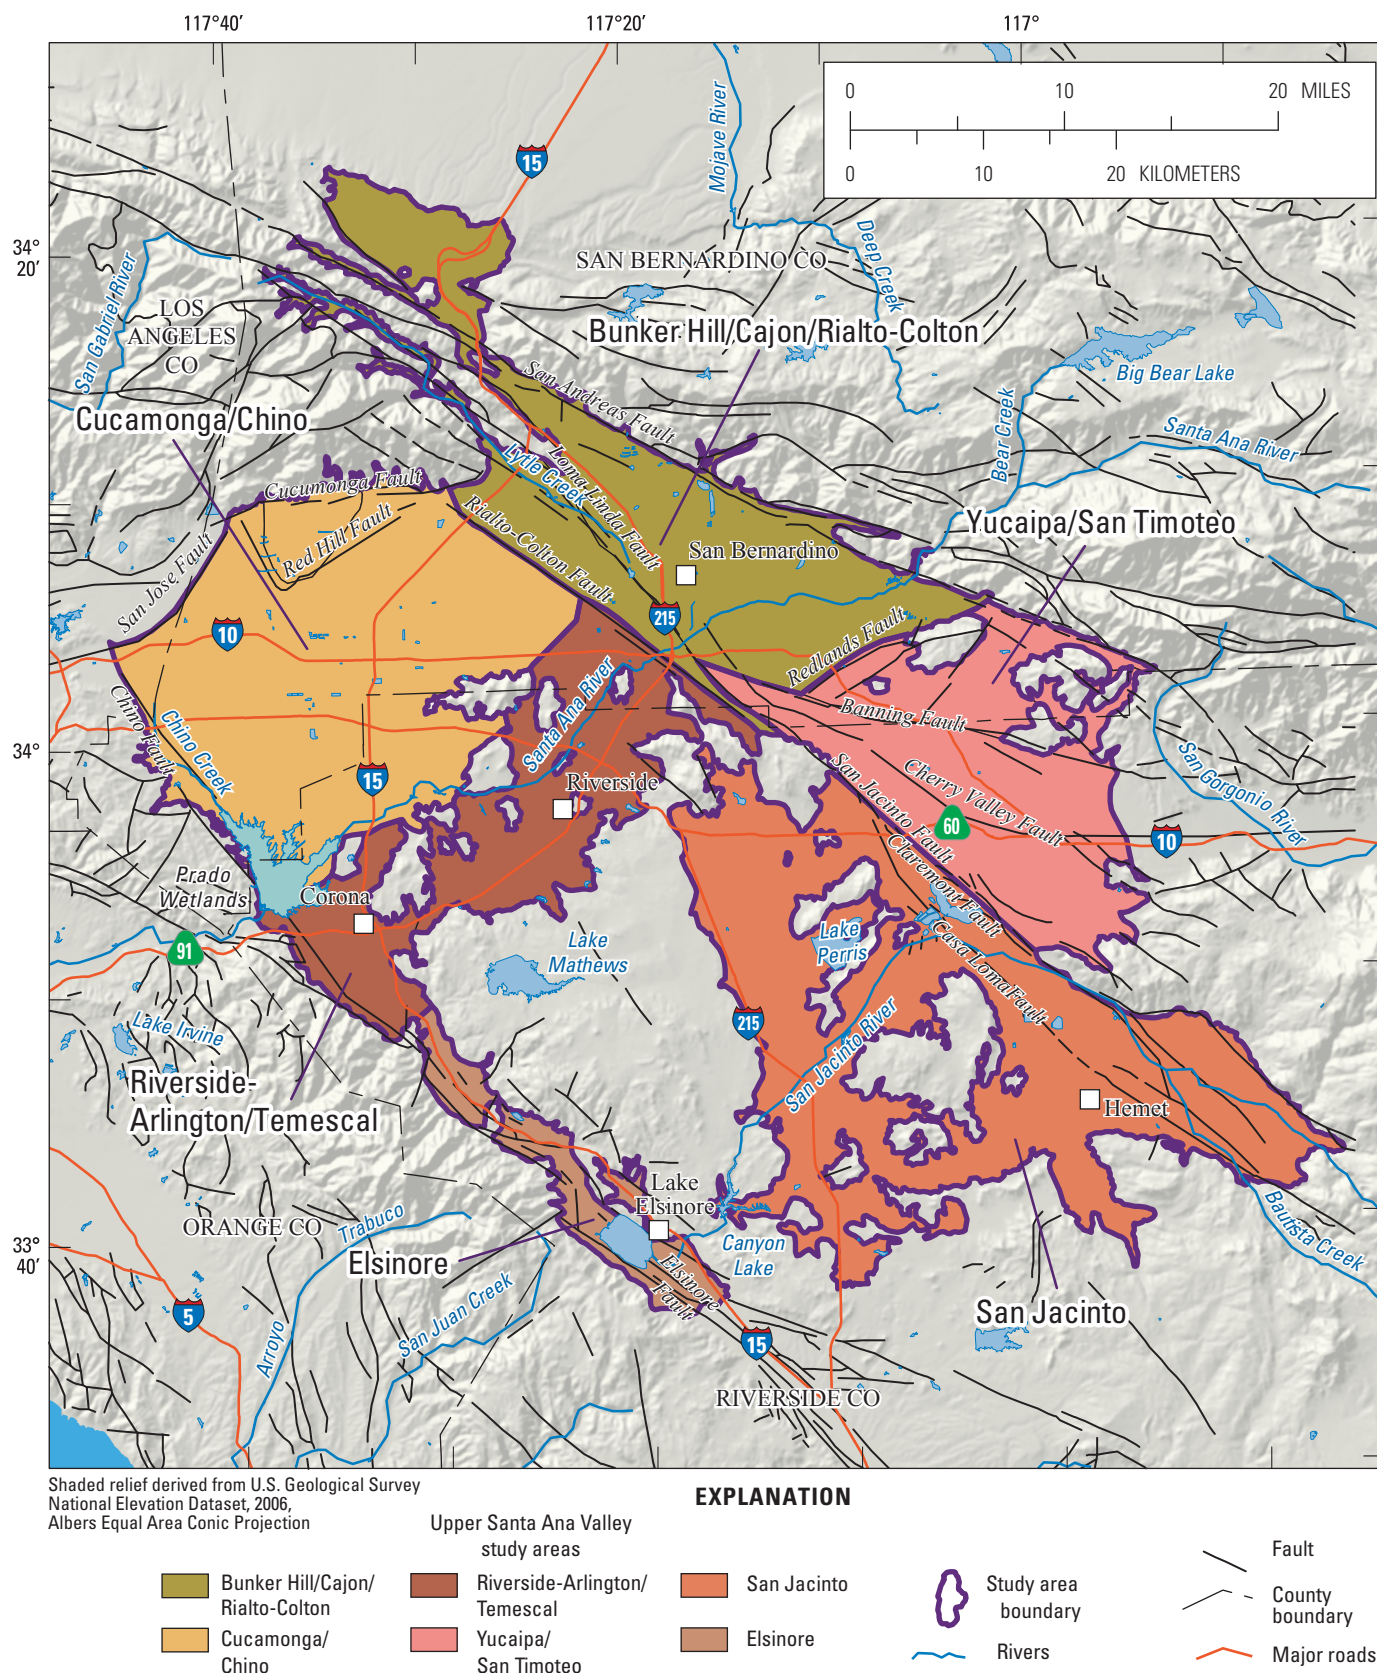 117°40′
117°20′
117°
0
10
20 MILES
0
10
20 KILOMETERS
15
Mojave River
Deep Creek
34°
20′
SAN BERNARDINO CO
San Gabriel River
LOS
ANGELES
CO
Bunker Hill/Cajon/Rialto-Colton
Big Bear Lake
San Andreas Fault
Bear Creek
Cucamonga/Chino
Santa Ana River
Lytle Creek
Loma Linda Fault
Cucumonga Fault
Rialto-Colton Fault
Red Hill Fault
Yucaipa/San Timoteo
San Jose Fault
San Bernardino
10
215
Redlands Fault
Banning Fault
Santa Ana River
Chino Fault
Chino Creek
34°
15
Riverside
San Jacinto Fault
Cherry Valley Fault
San Gorgonio River
60
10
Claremont Fault
Prado
Wetlands
Corona
91
Lake
Mathews
Lake
Perris
Casa Loma Fault
215
San Jacinto River
Lake Irvine
Riverside-
Arlington/Temescal
Hemet
Lake
Elsinore
ORANGE CO
Trabuco
Arroyo
Elsinore
33°
40′
Canyon
Lake
Bautista Creek
Elsinore
Fault
San Juan Creek
San Jacinto
5
15
RIVERSIDE CO
Shaded relief derived from U.S. Geological Survey
National Elevation Dataset, 2006,
Albers Equal Area Conic Projection
EXPLANATION
Upper Santa Ana Valley
study areas
Bunker Hill/Cajon/
Rialto-Colton
Cucamonga/
Chino
Riverside-Arlington/
Temescal
Yucaipa/
San Timoteo
San Jacinto
Elsinore
Study area
boundary
Rivers
Fault
County
boundary
Major roads